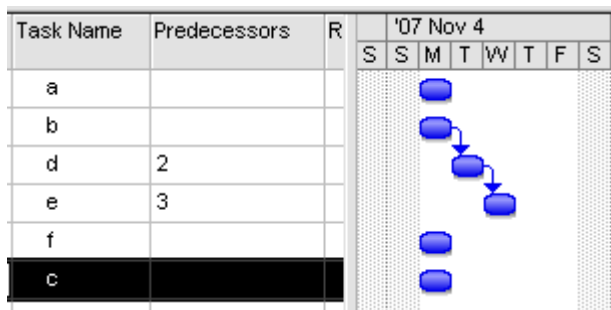 Task Name Predecessors R '07 Nov 4
S S M T W T F S
a
b
d 2
e 3
f
c